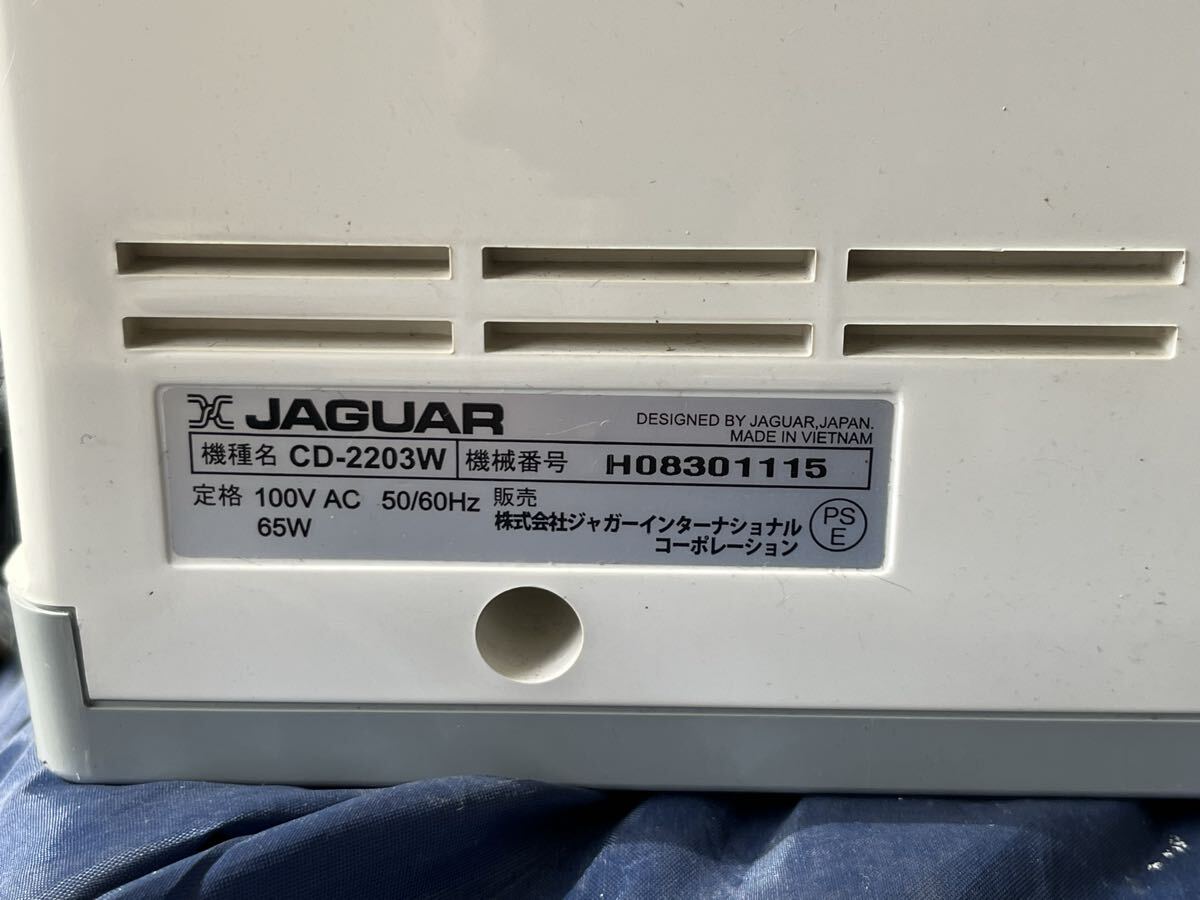 JAGUAR
DESIGNED BY JAGUAR,JAPAN.
MADE IN VIETNAM
機種名 CD-2203W 機械番号 H08301115
定格 100V AC 50/60Hz
65W
販売
株式会社ジャガーインターナショナル
コーポレーション
PS
E